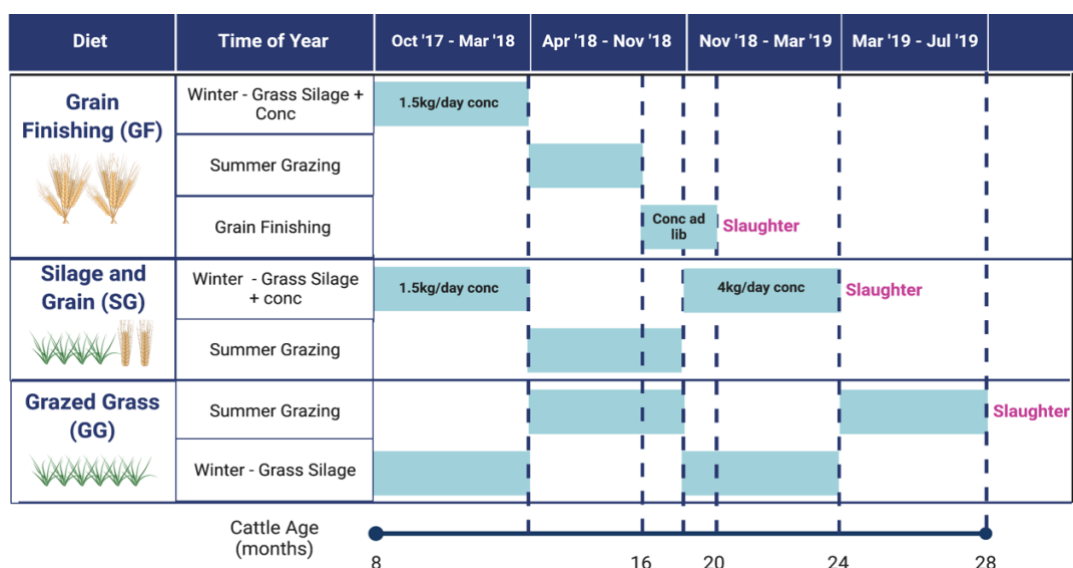 Diet
Time of Year
Oct '17 - Mar '18
Apr '18 - Nov '18
Nov '18 - Mar '19
Mar '19 - Jul '19
Grain
Finishing (GF)
Winter - Grass Silage +
Conc
1.5kg/day conc
Summer Grazing
Grain Finishing
Conc ad
lib
Slaughter
Silage and
Grain (SG)
Winter - Grass Silage
+ conc
1.5kg/day conc
4kg/day conc
Slaughter
Summer Grazing
Grazed Grass
(GG)
Summer Grazing
Slaughter
Winter - Grass Silage
Cattle Age
(months)
8
16
20
24
28